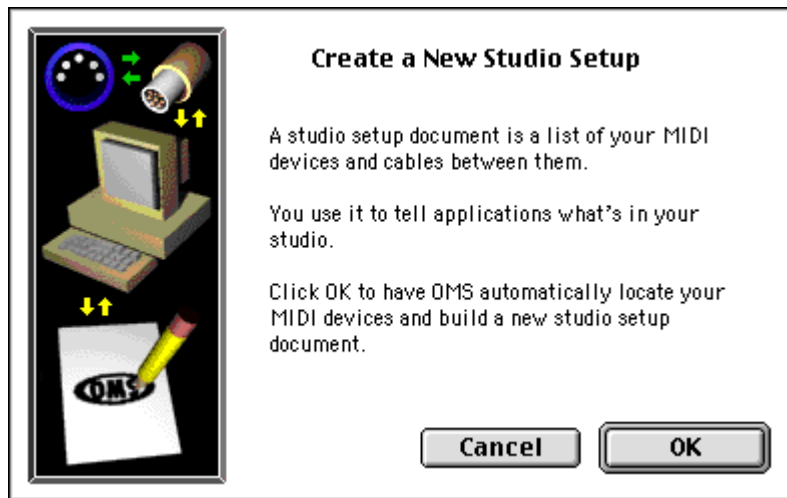 Create a New Studio Setup
A studio setup document is a list of your MIDI
devices and cables between them.
You use it to tell applications what's in your
studio.
Click OK to have OMS automatically locate your
MIDI devices and build a new studio setup
document.
OMS
Cancel
OK